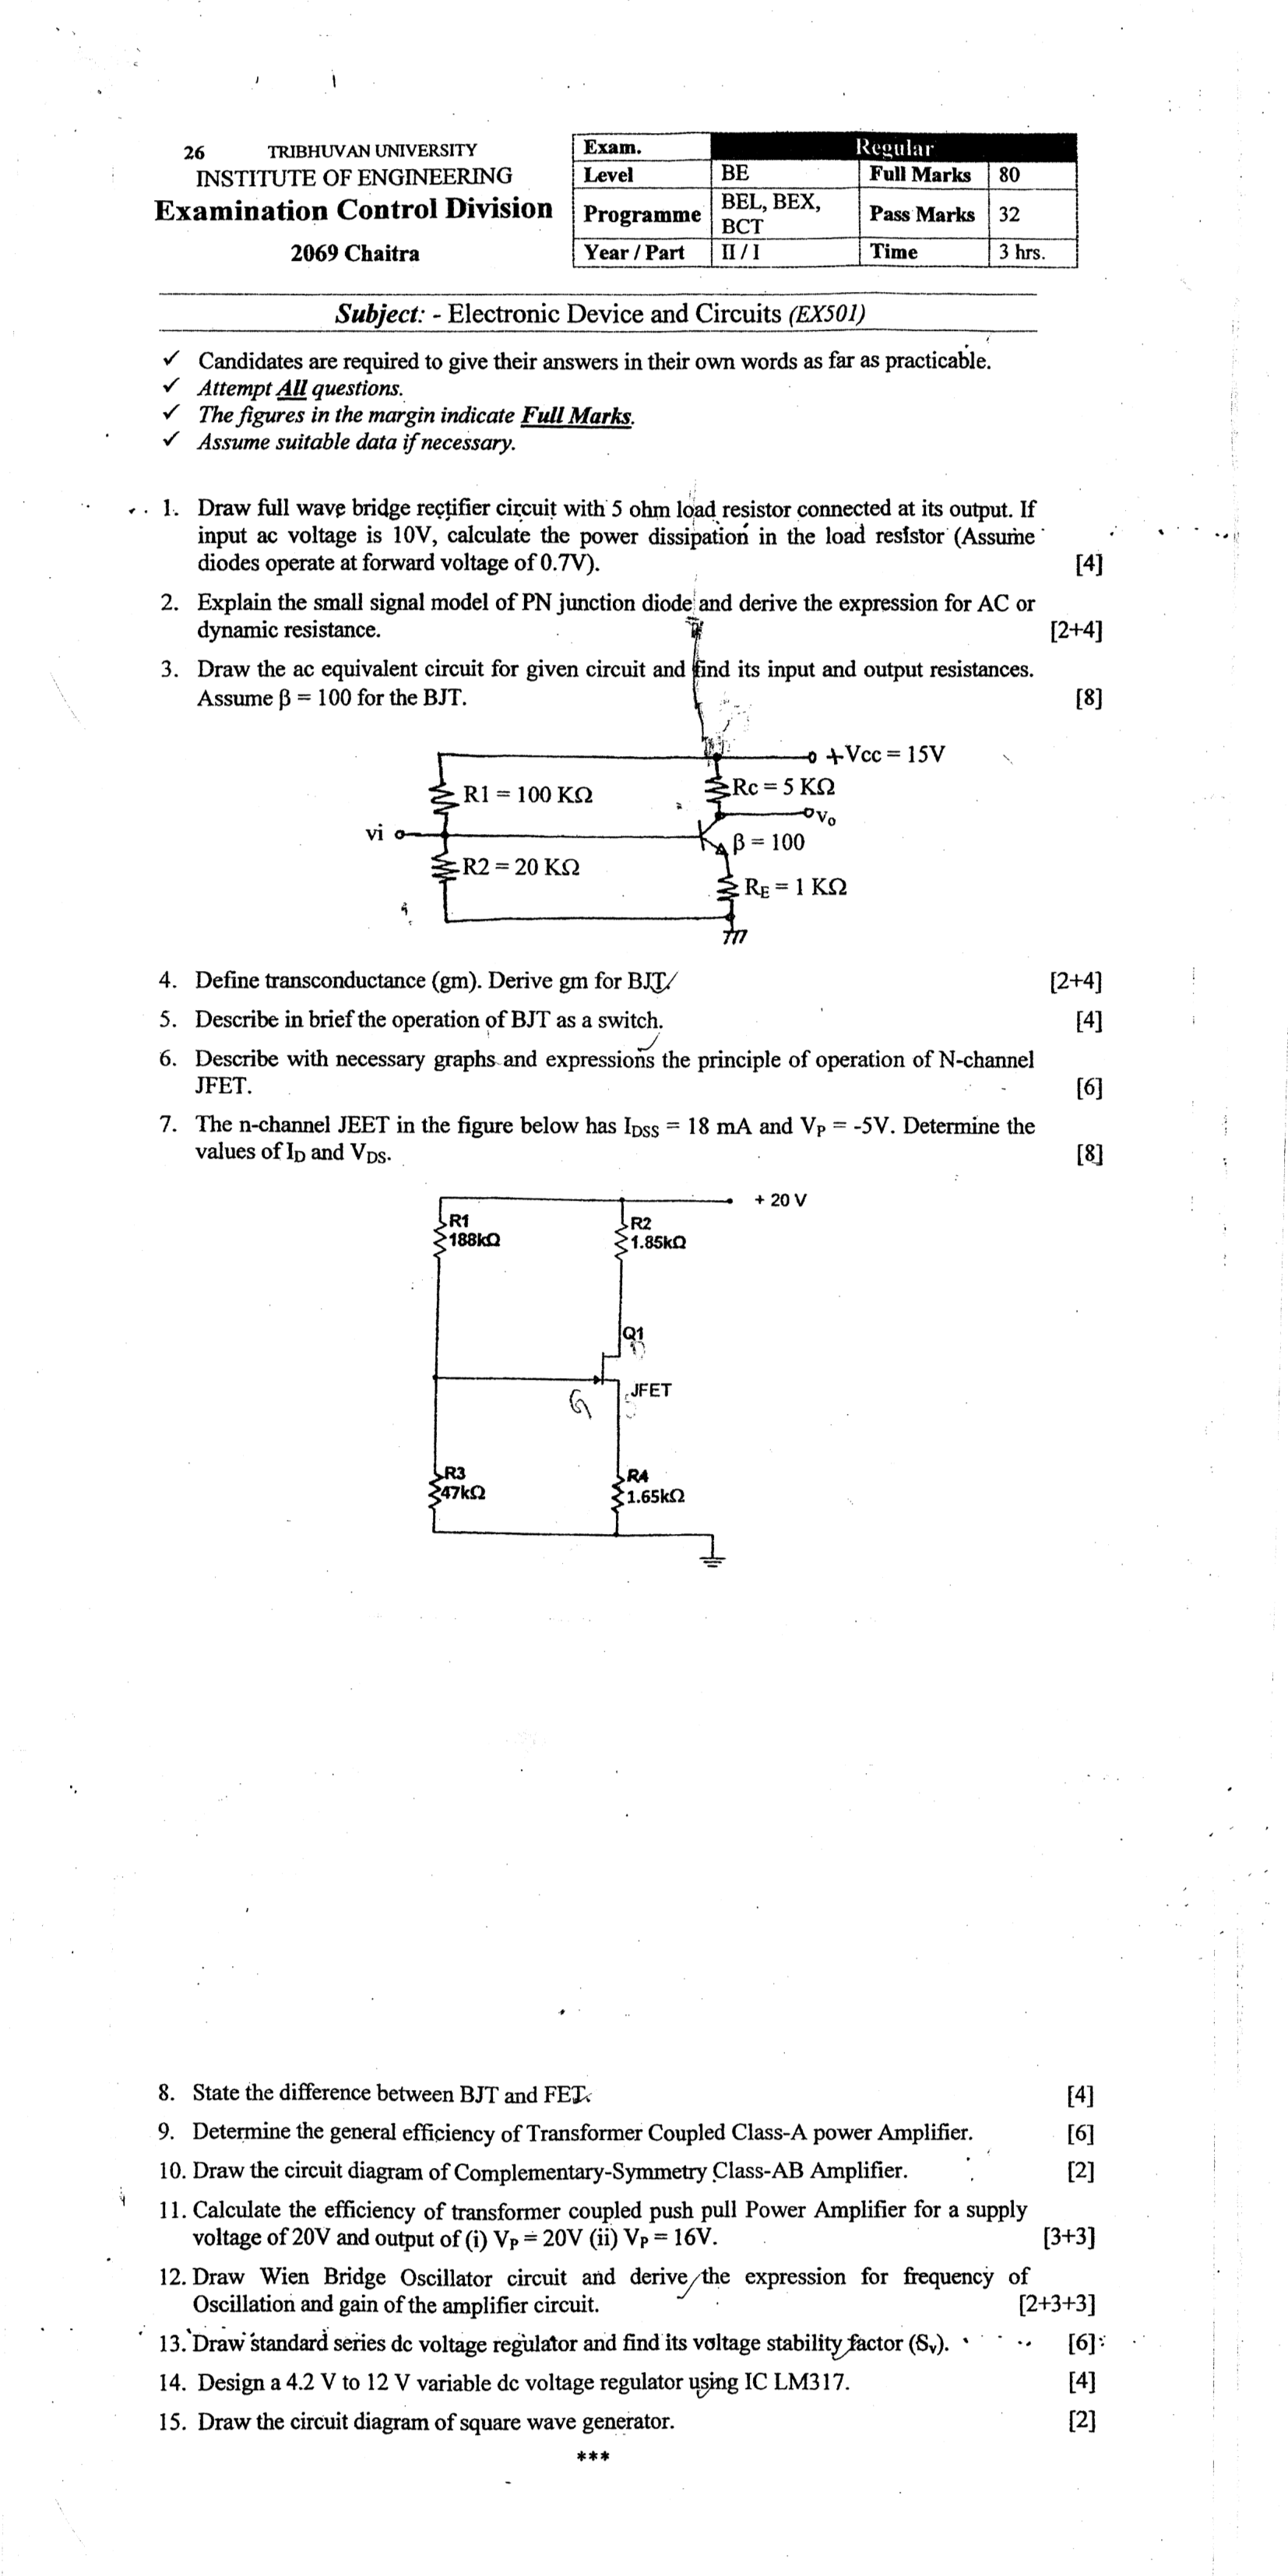 26 TRIBHUVAN UNIVERSITY
INSTITUTE OF ENGINEERING
Examination Control Division
2069 Chaitra
Exam. Regular
Level BE Full Marks 80
Programme BEL, BEX, BCT Pass Marks 32
Year / Part II / I Time 3 hrs.
Subject: - Electronic Device and Circuits (EX501)
✓ Candidates are required to give their answers in their own words as far as practicable.
✓ Attempt All questions.
✓ The figures in the margin indicate Full Marks.
✓ Assume suitable data if necessary.
1. Draw full wave bridge rectifier circuit with 5 ohm load resistor connected at its output. If
input ac voltage is 10V, calculate the power dissipation in the load resistor (Assume
diodes operate at forward voltage of 0.7V). [4]
2. Explain the small signal model of PN junction diode and derive the expression for AC or
dynamic resistance. [2+4]
3. Draw the ac equivalent circuit for given circuit and find its input and output resistances.
Assume β = 100 for the BJT. [8]
+Vcc = 15V
R1 = 100 KΩ
Rc = 5 KΩ
Vo
vi
β = 100
R2 = 20 KΩ
RE = 1 KΩ
4. Define transconductance (gm). Derive gm for BJT. [2+4]
5. Describe in brief the operation of BJT as a switch. [4]
6. Describe with necessary graphs and expressions the principle of operation of N-channel
JFET. [6]
7. The n-channel JEET in the figure below has IDSS = 18 mA and VP = -5V. Determine the
values of ID and VDS. [8]
+ 20 V
R1
188kΩ
R2
1.85kΩ
Q1
D
JFET
G
R3
47kΩ
R4
1.65kΩ
8. State the difference between BJT and FET. [4]
9. Determine the general efficiency of Transformer Coupled Class-A power Amplifier. [6]
10. Draw the circuit diagram of Complementary-Symmetry Class-AB Amplifier. [2]
11. Calculate the efficiency of transformer coupled push pull Power Amplifier for a supply
voltage of 20V and output of (i) VP = 20V (ii) VP = 16V. [3+3]
12. Draw Wien Bridge Oscillator circuit and derive the expression for frequency of
Oscillation and gain of the amplifier circuit. [2+3+3]
13. Draw standard series dc voltage regulator and find its voltage stability factor (Sv). [6]
14. Design a 4.2 V to 12 V variable dc voltage regulator using IC LM317. [4]
15. Draw the circuit diagram of square wave generator. [2]
***